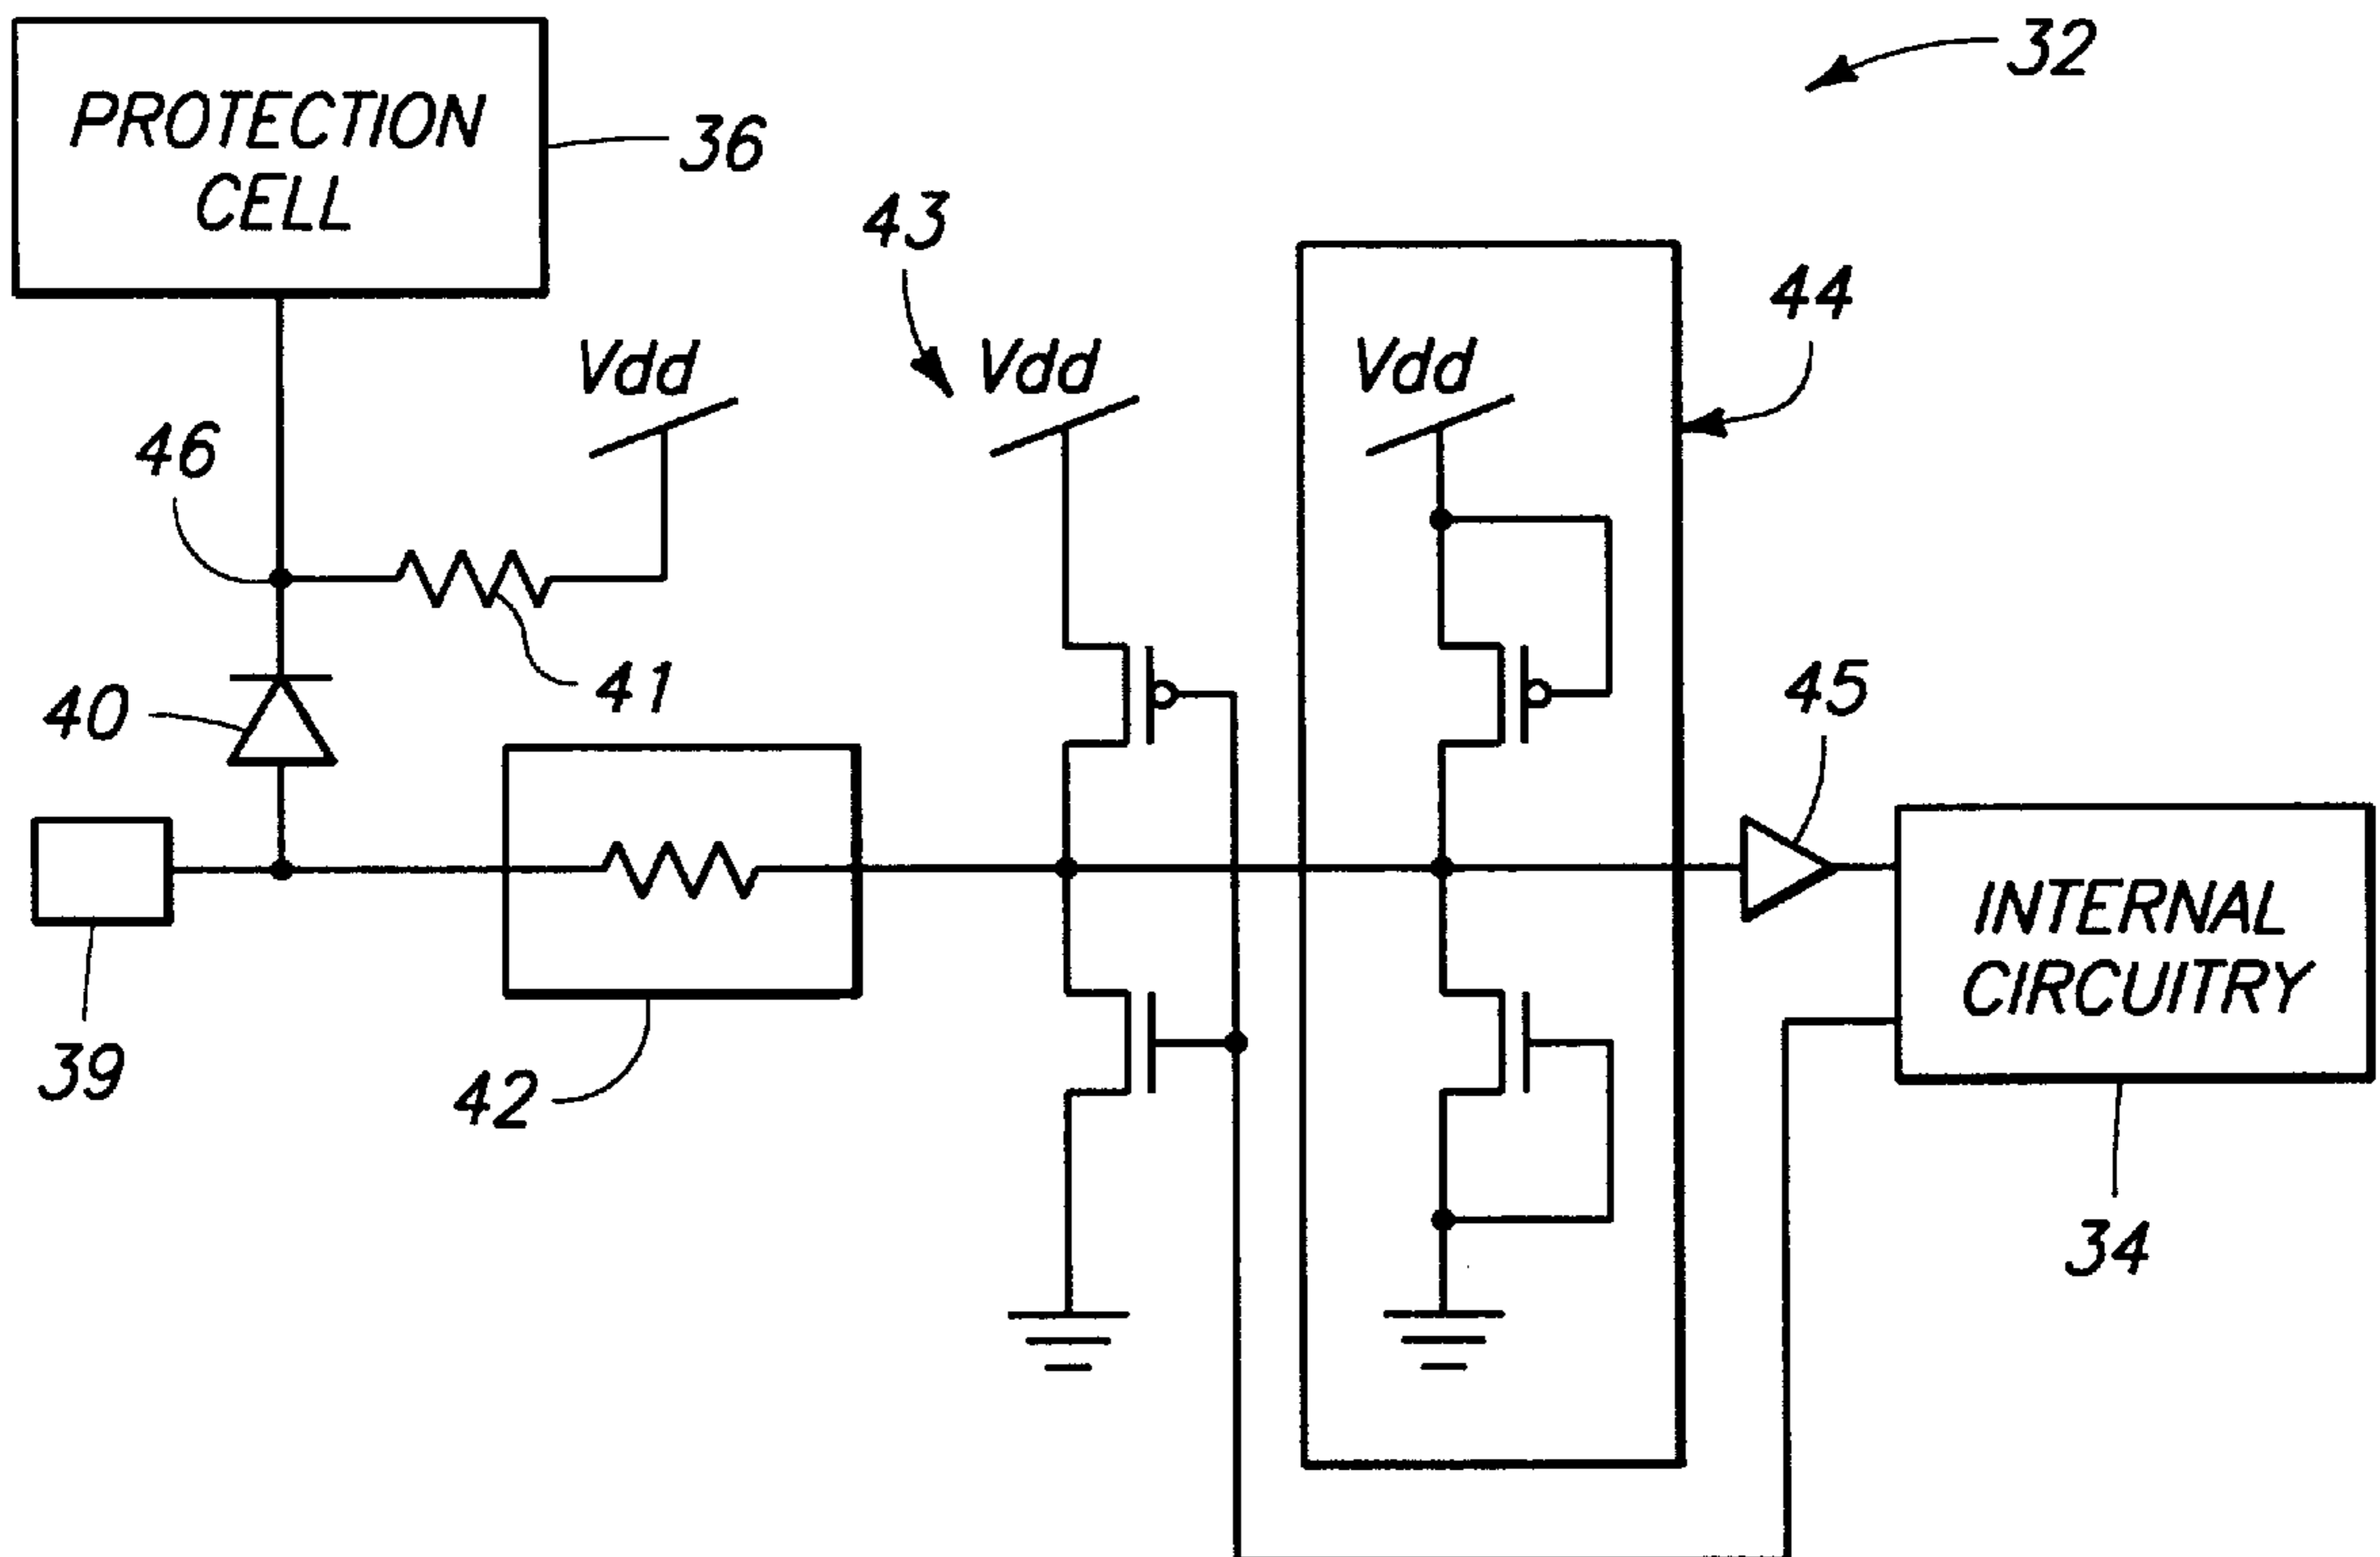 32
PROTECTION
CELL
36
43
44
Vdd
Vdd
Vdd
46
41
40
45
INTERNAL
CIRCUITRY
39
42
34